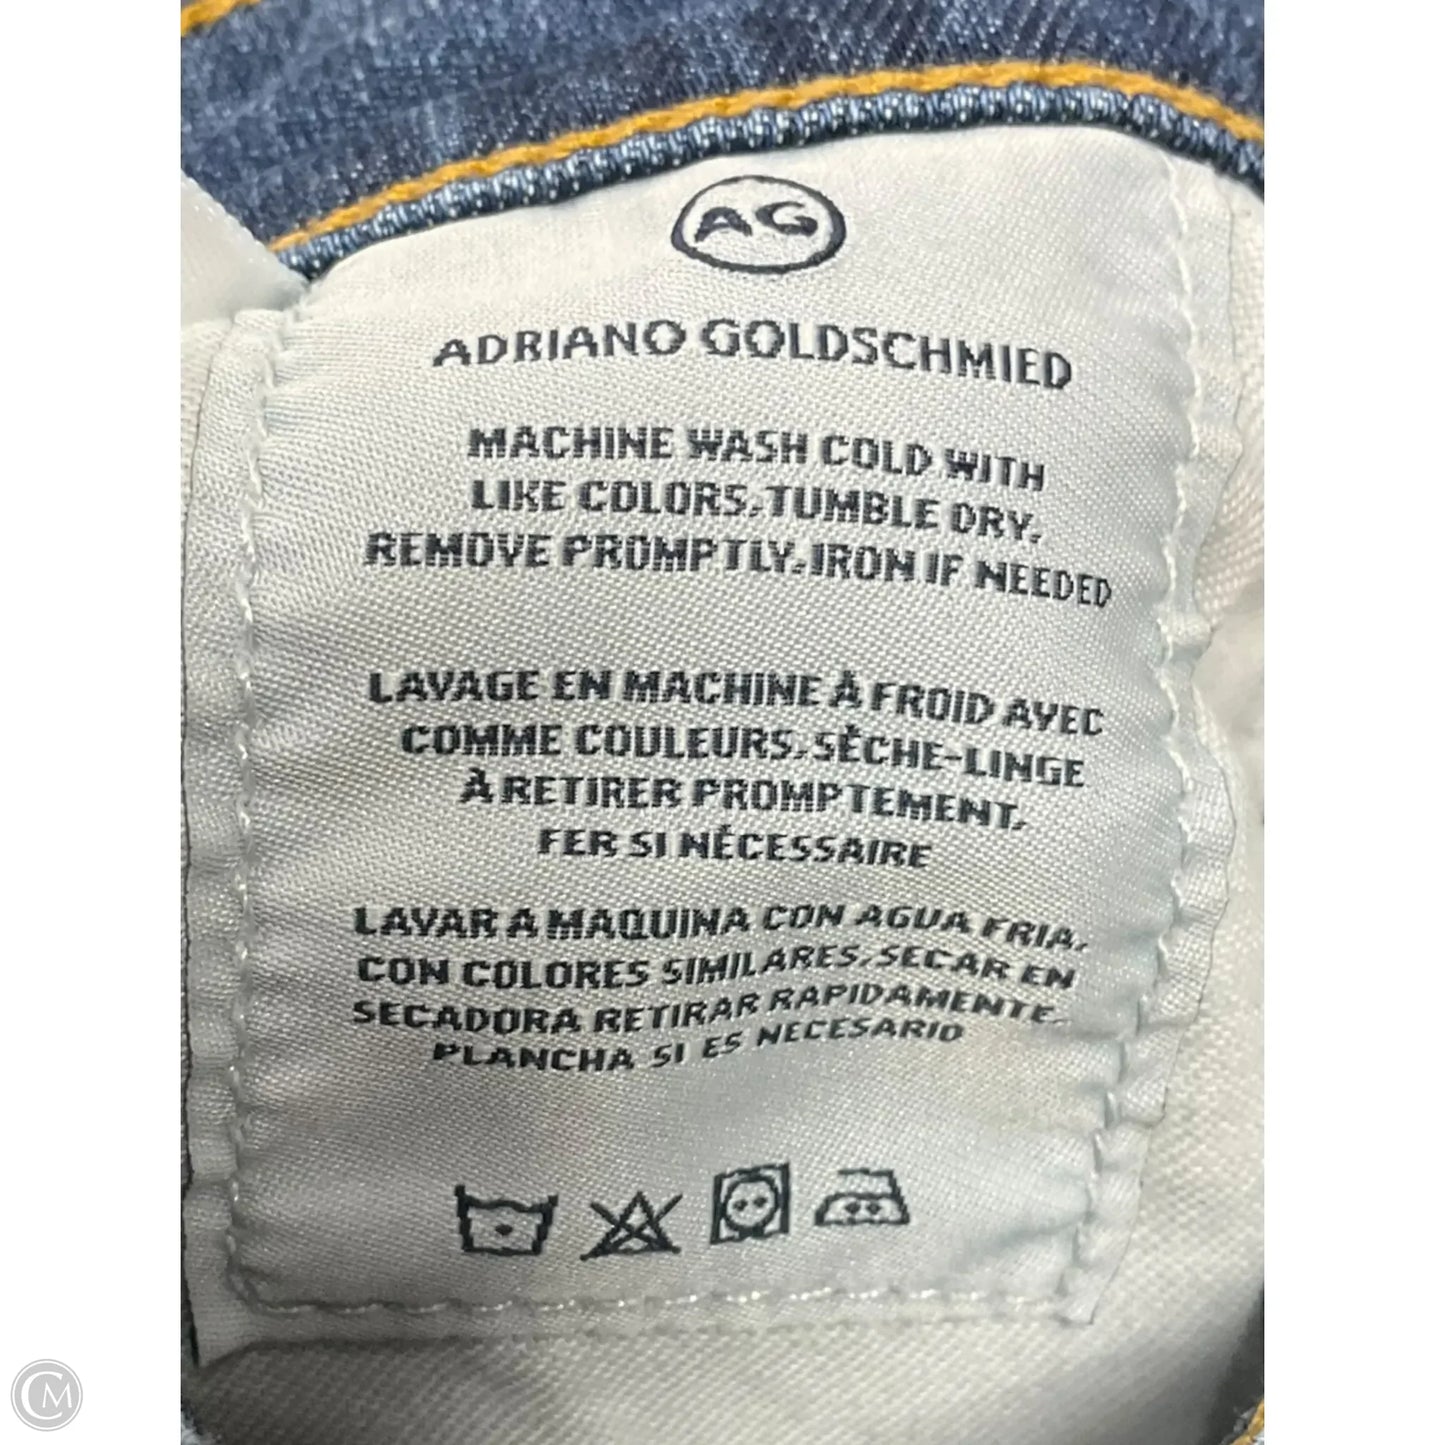 AG
ADRIANO GOLDSCHMIED
MACHINE WASH COLD WITH
LIKE COLORS, TUMBLE DRY,
REMOVE PROMPTLY, IRON IF NEEDED
LAVAGE EN MACHINE À FROID AVEC
COMME COULEURS, SÈCHE-LINGE
À RETIRER PROMPTEMENT,
FER SI NÉCESSAIRE
LAVAR A MAQUINA CON AGUA FRIA,
CON COLORES SIMILARES, SECAR EN
SECADORA RETIRAR RAPIDAMENTE,
PLANCHA SI ES NECESARIO
CM